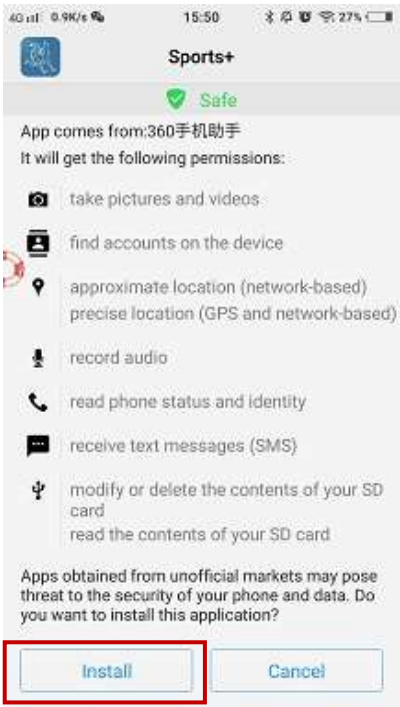 4G 0.9K/s 15:50 27%
Sports+
Safe
App comes from:360手机助手
It will get the following permissions:
take pictures and videos
find accounts on the device
approximate location (network-based)
precise location (GPS and network-based)
record audio
read phone status and identity
receive text messages (SMS)
modify or delete the contents of your SD
card
read the contents of your SD card
Apps obtained from unofficial markets may pose
threat to the security of your phone and data. Do
you want to install this application?
Install Cancel